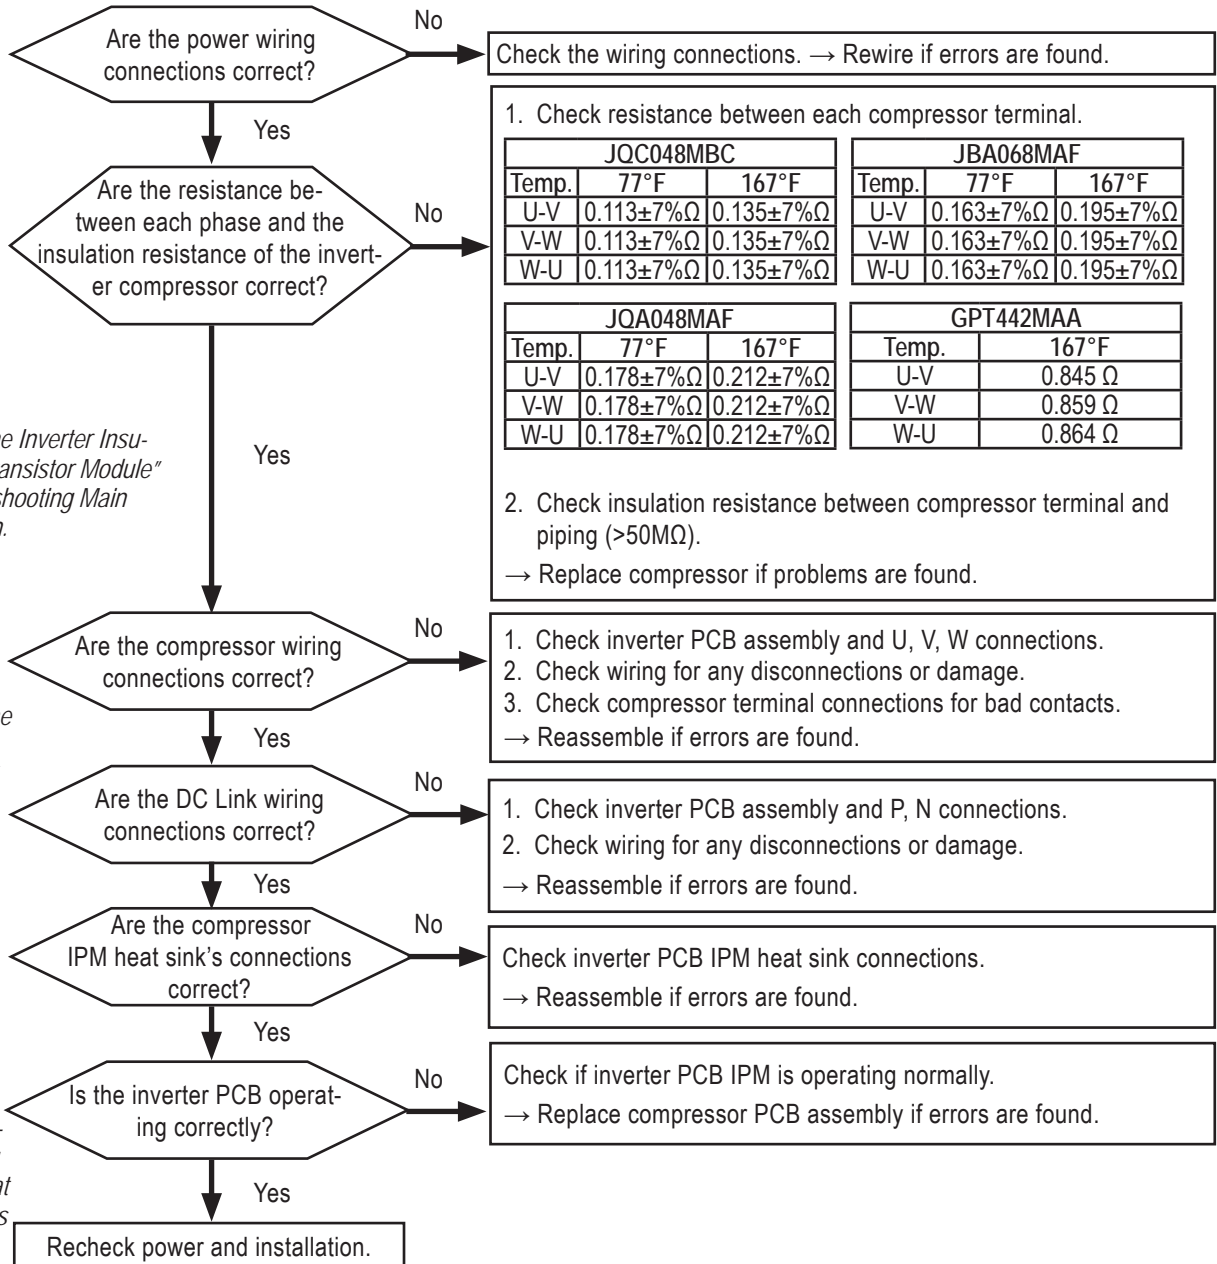 Are the power wiring
connections correct?
No
Check the wiring connections. → Rewire if errors are found.
Yes
Are the resistance be-
tween each phase and the
insulation resistance of the invert-
er compressor correct?
No
1. Check resistance between each compressor terminal.
JQC048MBC
Temp. 77°F 167°F
U-V 0.113±7%Ω 0.135±7%Ω
V-W 0.113±7%Ω 0.135±7%Ω
W-U 0.113±7%Ω 0.135±7%Ω
JBA068MAF
Temp. 77°F 167°F
U-V 0.163±7%Ω 0.195±7%Ω
V-W 0.163±7%Ω 0.195±7%Ω
W-U 0.163±7%Ω 0.195±7%Ω
JQA048MAF
Temp. 77°F 167°F
U-V 0.178±7%Ω 0.212±7%Ω
V-W 0.178±7%Ω 0.212±7%Ω
W-U 0.178±7%Ω 0.212±7%Ω
GPT442MAA
Temp. 167°F
U-V 0.845 Ω
V-W 0.859 Ω
W-U 0.864 Ω
2. Check insulation resistance between compressor terminal and
piping (>50MΩ).
→ Replace compressor if problems are found.
Inverter Insu-
ansistor Module"
shooting Main
Yes
Are the compressor wiring
connections correct?
No
1. Check inverter PCB assembly and U, V, W connections.
2. Check wiring for any disconnections or damage.
3. Check compressor terminal connections for bad contacts.
→ Reassemble if errors are found.
Yes
Are the DC Link wiring
connections correct?
No
1. Check inverter PCB assembly and P, N connections.
2. Check wiring for any disconnections or damage.
→ Reassemble if errors are found.
Yes
Are the compressor
IPM heat sink's connections
correct?
No
Check inverter PCB IPM heat sink connections.
→ Reassemble if errors are found.
Yes
Is the inverter PCB operat-
ing correctly?
No
Check if inverter PCB IPM is operating normally.
→ Replace compressor PCB assembly if errors are found.
Yes
Recheck power and installation.